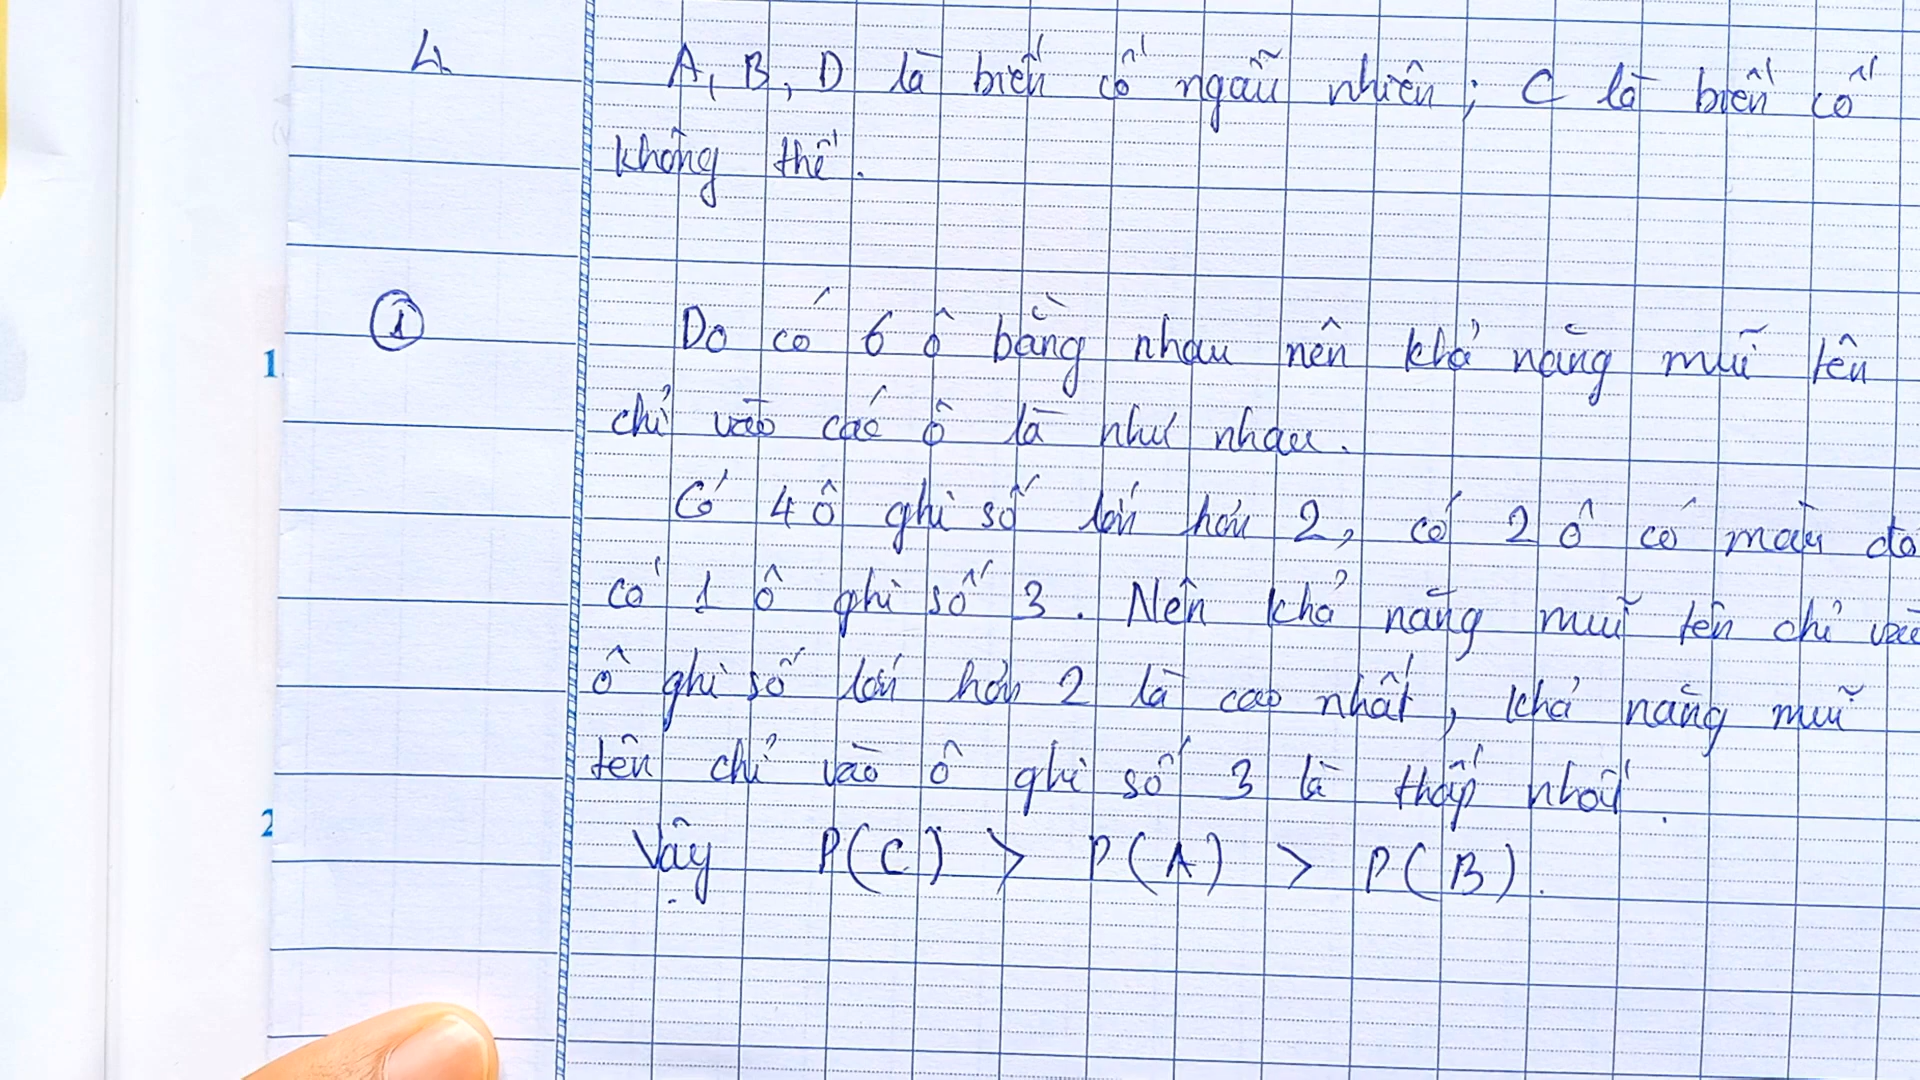 4. A, B, D là biến cố ngẫu nhiên; C là biến cố
không thể.
1 Do có 6 ô bằng nhau nên khả năng mũi tên
1.
chỉ vào các ô là như nhau.
Có 4 ô ghi số lớn hơn 2, có 2 ô có màu đỏ
có 1 ô ghi số 3. Nên khả năng mũi tên chỉ vào
ô ghi số lớn hơn 2 là cao nhất, khả năng mũi
tên chỉ vào ô ghi số 3 là thấp nhất.
2
Vậy P(C) > P(A) > P(B).